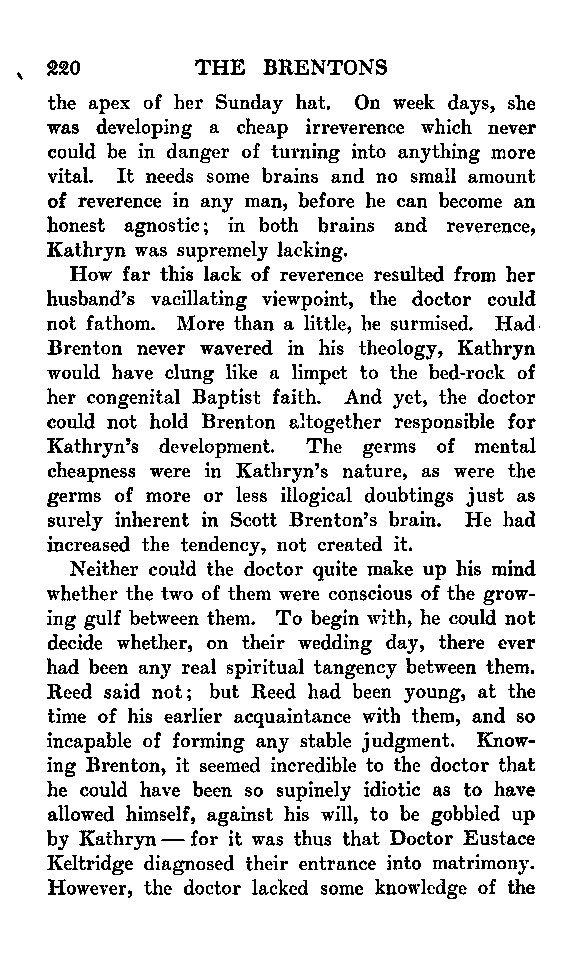 220 THE BRENTONS
the apex of her Sunday hat. On week days, she
was developing a cheap irreverence which never
could be in danger of turning into anything more
vital. It needs some brains and no small amount
of reverence in any man, before he can become an
honest agnostic; in both brains and reverence,
Kathryn was supremely lacking.
How far this lack of reverence resulted from her
husband's vacillating viewpoint, the doctor could
not fathom. More than a little, he surmised. Had
Brenton never wavered in his theology, Kathryn
would have clung like a limpet to the bed-rock of
her congenital Baptist faith. And yet, the doctor
could not hold Brenton altogether responsible for
Kathryn's development. The germs of mental
cheapness were in Kathryn's nature, as were the
germs of more or less illogical doubtings just as
surely inherent in Scott Brenton's brain. He had
increased the tendency, not created it.
Neither could the doctor quite make up his mind
whether the two of them were conscious of the grow-
ing gulf between them. To begin with, he could not
decide whether, on their wedding day, there ever
had been any real spiritual tangency between them.
Reed said not; but Reed had been young, at the
time of his earlier acquaintance with them, and so
incapable of forming any stable judgment. Know-
ing Brenton, it seemed incredible to the doctor that
he could have been so supinely idiotic as to have
allowed himself, against his will, to be gobbled up
by Kathryn — for it was thus that Doctor Eustace
Keltridge diagnosed their entrance into matrimony.
However, the doctor lacked some knowledge of the